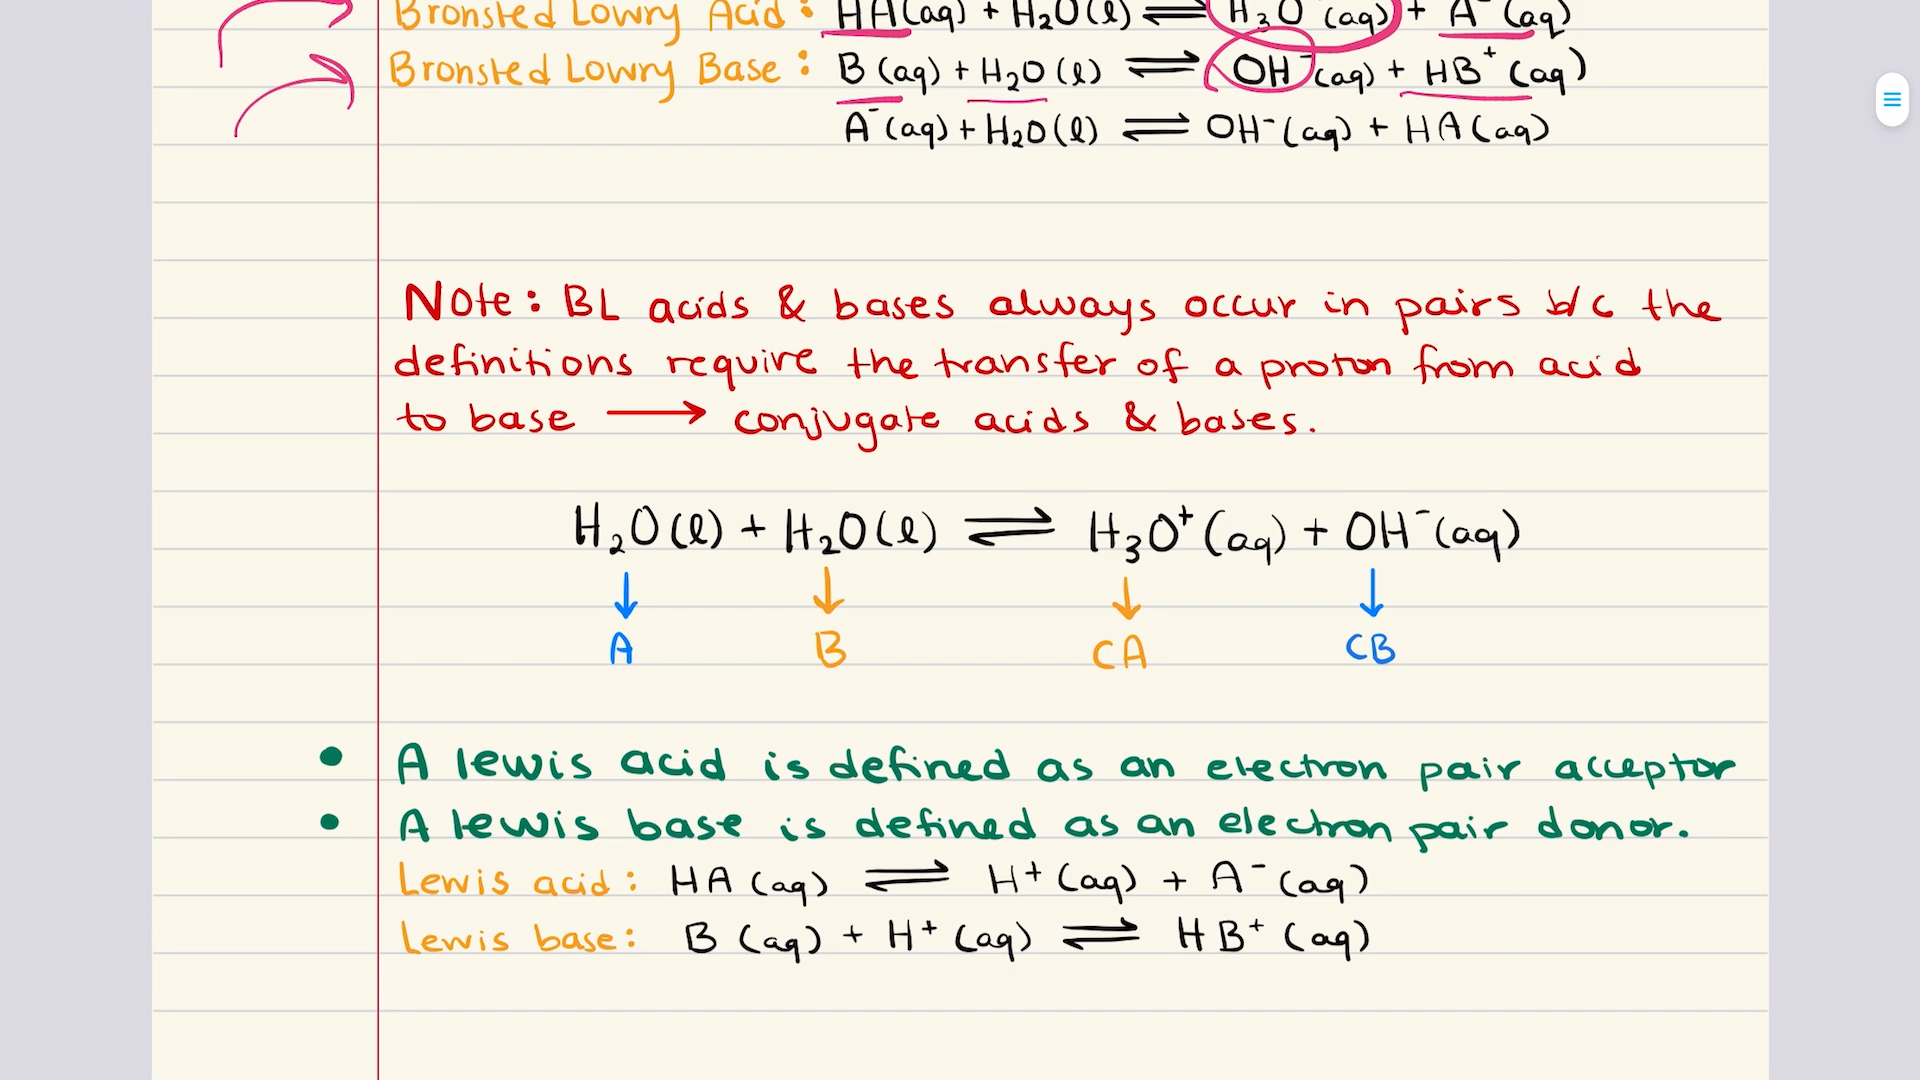 Bronsted Lowry Acid: HA(aq) + H₂O(l) ⇌ H₃O⁺(aq) + A⁻(aq)
Bronsted Lowry Base: B(aq) + H₂O(l) ⇌ OH⁻(aq) + HB⁺(aq)
A⁻(aq) + H₂O(l) ⇌ OH⁻(aq) + HA(aq)
Note: BL acids & bases always occur in pairs b/c the
definitions require the transfer of a proton from acid
to base ⟶ conjugate acids & bases.
H₂O(l) + H₂O(l) ⇌ H₃O⁺(aq) + OH⁻(aq)
↓ ↓ ↓ ↓
A B CA CB
• A lewis acid is defined as an electron pair acceptor
• A lewis base is defined as an electron pair donor.
Lewis acid: HA(aq) ⇌ H⁺(aq) + A⁻(aq)
Lewis base: B(aq) + H⁺(aq) ⇌ HB⁺(aq)